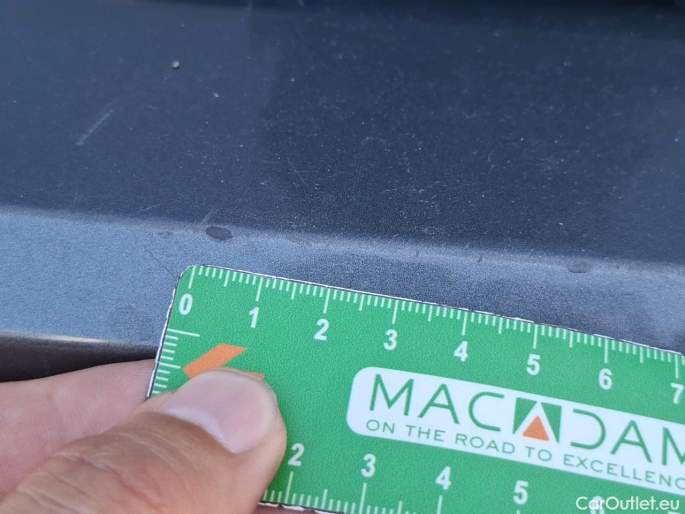 0 1 2 3 4 5 6 7
MACADAM
ON THE ROAD TO EXCELLENC
2 3 4 5
CarOutlet.eu